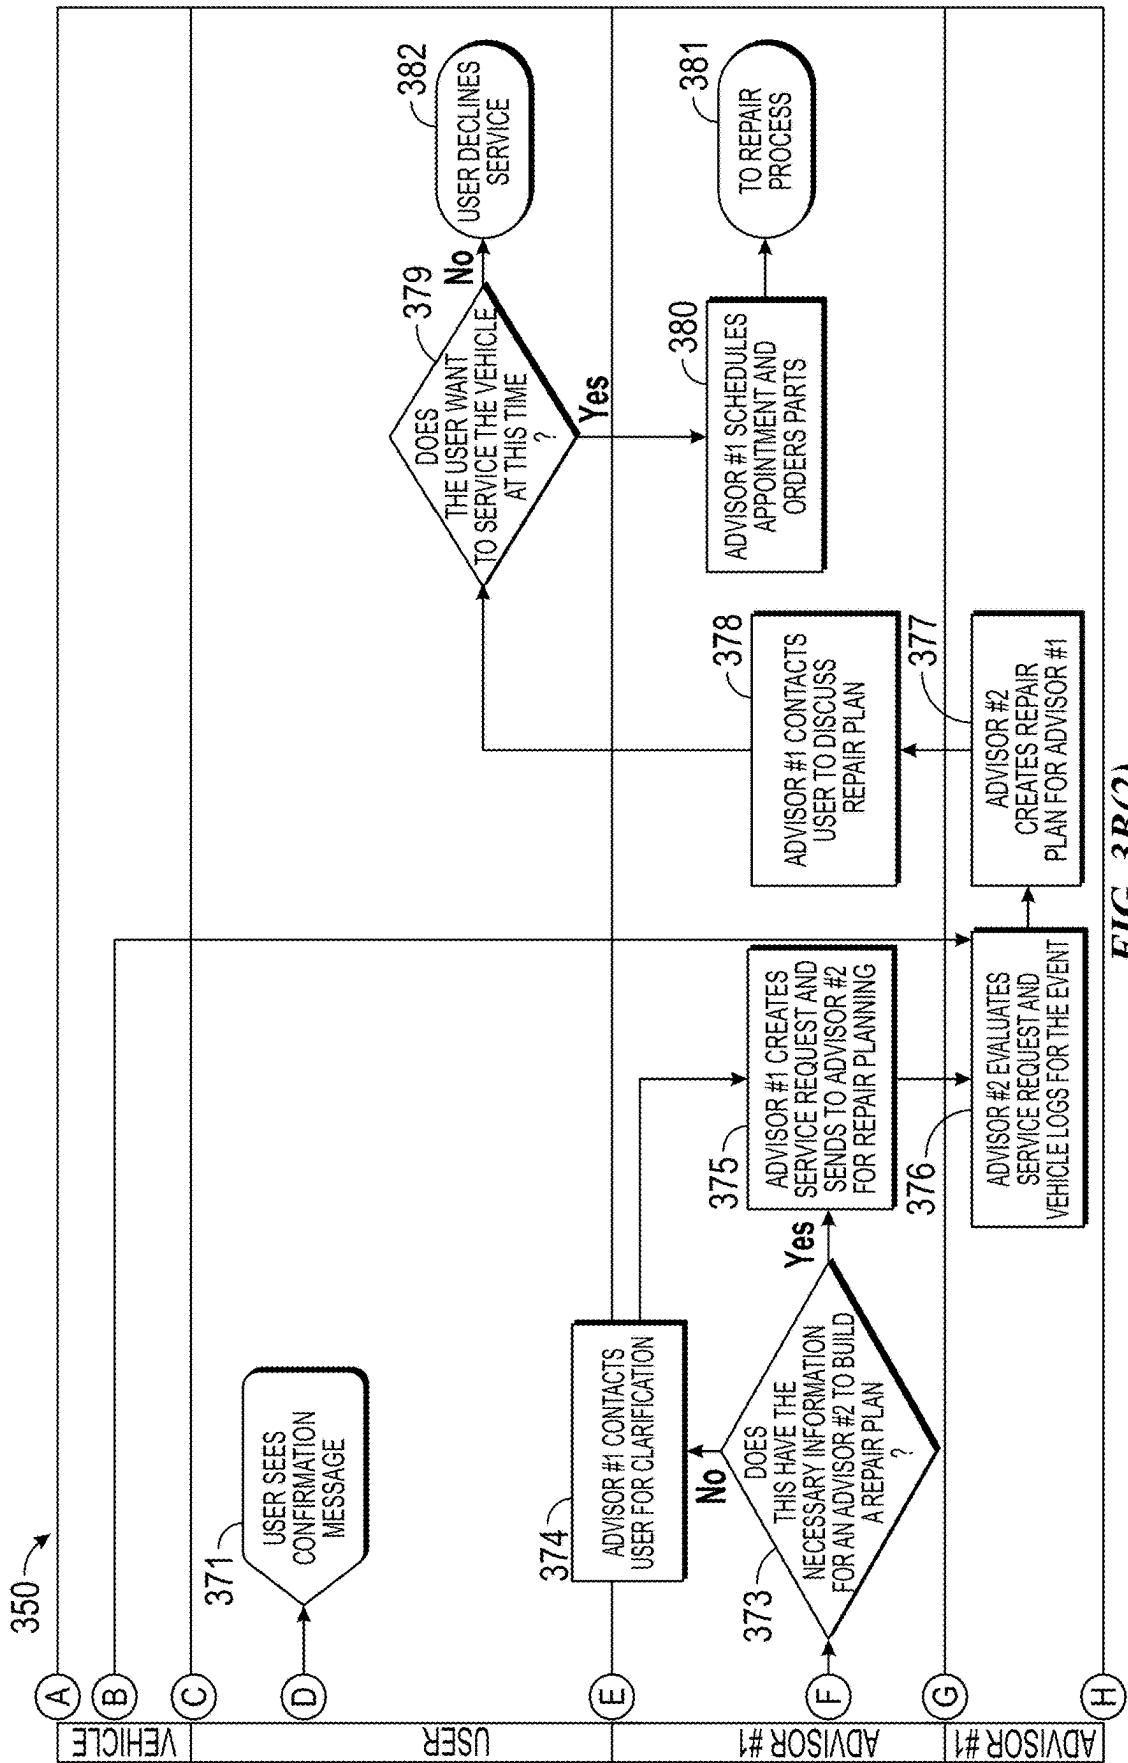 350
A
B
C
D
E
F
G
H
VEHICLE
USER
ADVISOR #1
ADVISOR #1
371
USER SEES
CONFIRMATION
MESSAGE
373
DOES
THIS HAVE THE
NECESSARY INFORMATION
FOR AN ADVISOR #2 TO BUILD
A REPAIR PLAN
?
No
Yes
374
ADVISOR #1 CONTACTS
USER FOR CLARIFICATION
375
ADVISOR #1 CREATES
SERVICE REQUEST AND
SENDS TO ADVISOR #2
FOR REPAIR PLANNING
376
ADVISOR #2 EVALUATES
SERVICE REQUEST AND
VEHICLE LOGS FOR THE EVENT
377
ADVISOR #2
CREATES REPAIR
PLAN FOR ADVISOR #1
378
ADVISOR #1 CONTACTS
USER TO DISCUSS
REPAIR PLAN
379
DOES
THE USER WANT
TO SERVICE THE VEHICLE
AT THIS TIME
?
No
Yes
382
USER DECLINES
SERVICE
380
ADVISOR #1 SCHEDULES
APPOINTMENT AND
ORDERS PARTS
381
TO REPAIR
PROCESS
FIG. 3B(2)